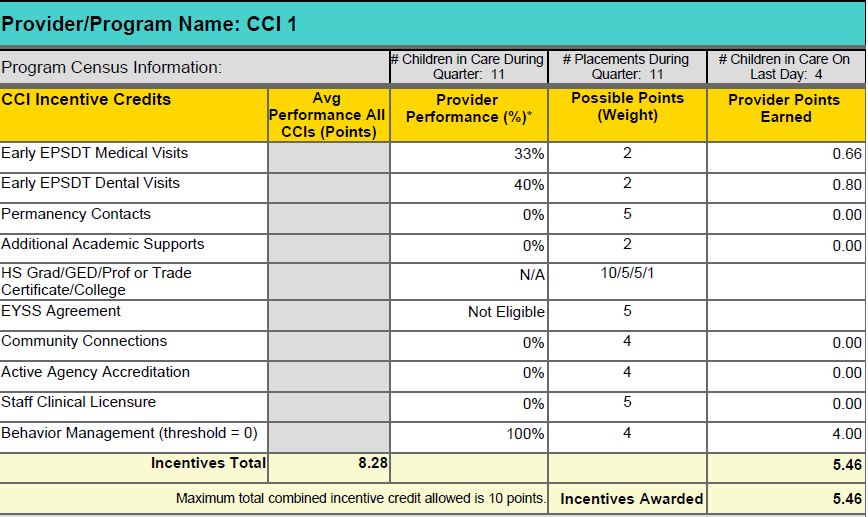 Provider/Program Name: CCI 1
Program Census Information:
# Children in Care During
Quarter: 11
# Placements During
Quarter: 11
# Children in Care On
Last Day: 4
CCI Incentive Credits
Avg
Performance All
CCIs (Points)
Provider
Performance (%)*
Possible Points
(Weight)
Provider Points
Earned
Early EPSDT Medical Visits 33% 2 0.66
Early EPSDT Dental Visits 40% 2 0.80
Permanency Contacts 0% 5 0.00
Additional Academic Supports 0% 2 0.00
HS Grad/GED/Prof or Trade
Certificate/College
N/A 10/5/5/1
EYSS Agreement Not Eligible 5
Community Connections 0% 4 0.00
Active Agency Accreditation 0% 4 0.00
Staff Clinical Licensure 0% 5 0.00
Behavior Management (threshold = 0) 100% 4 4.00
Incentives Total 8.28 5.46
Maximum total combined incentive credit allowed is 10 points. Incentives Awarded 5.46